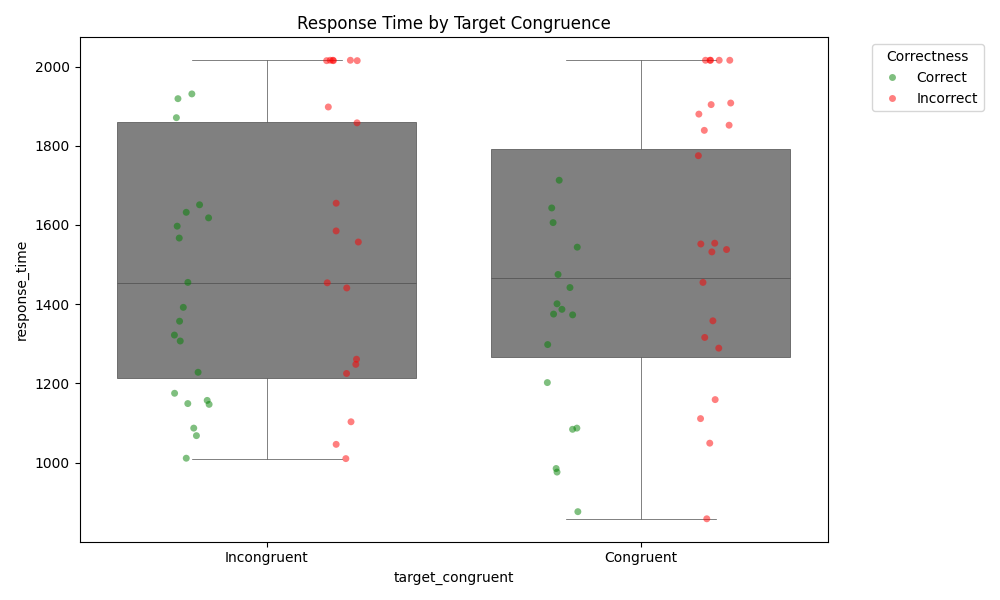 Response Time by Target Congruence
Correctness
Correct
Incorrect
response_time
2000
1800
1600
1400
1200
1000
Incongruent
Congruent
target_congruent